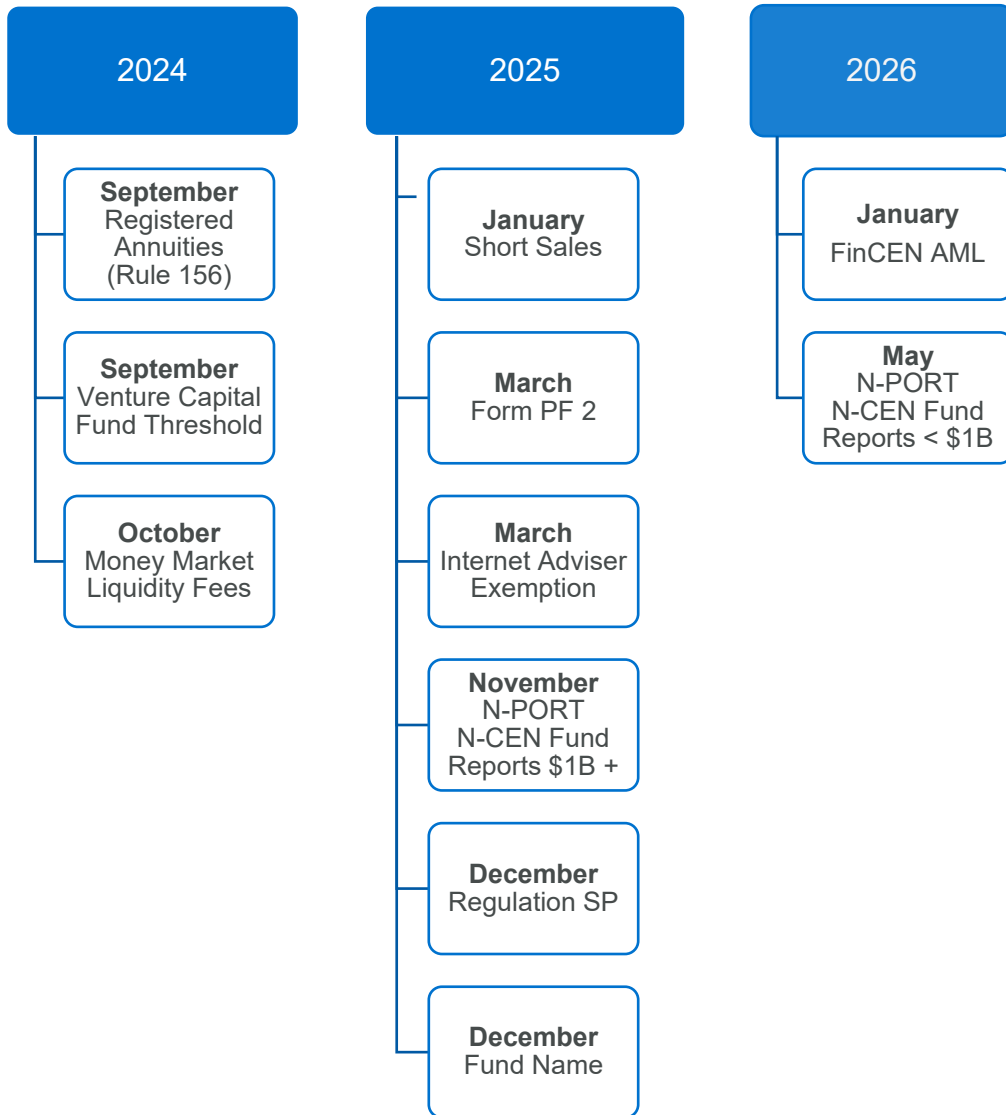 2024
September
Registered
Annuities
(Rule 156)
September
Venture Capital
Fund Threshold
October
Money Market
Liquidity Fees
2025
January
Short Sales
March
Form PF 2
March
Internet Adviser
Exemption
November
N-PORT
N-CEN Fund
Reports $1B +
December
Regulation SP
December
Fund Name
2026
January
FinCEN AML
May
N-PORT
N-CEN Fund
Reports < $1B